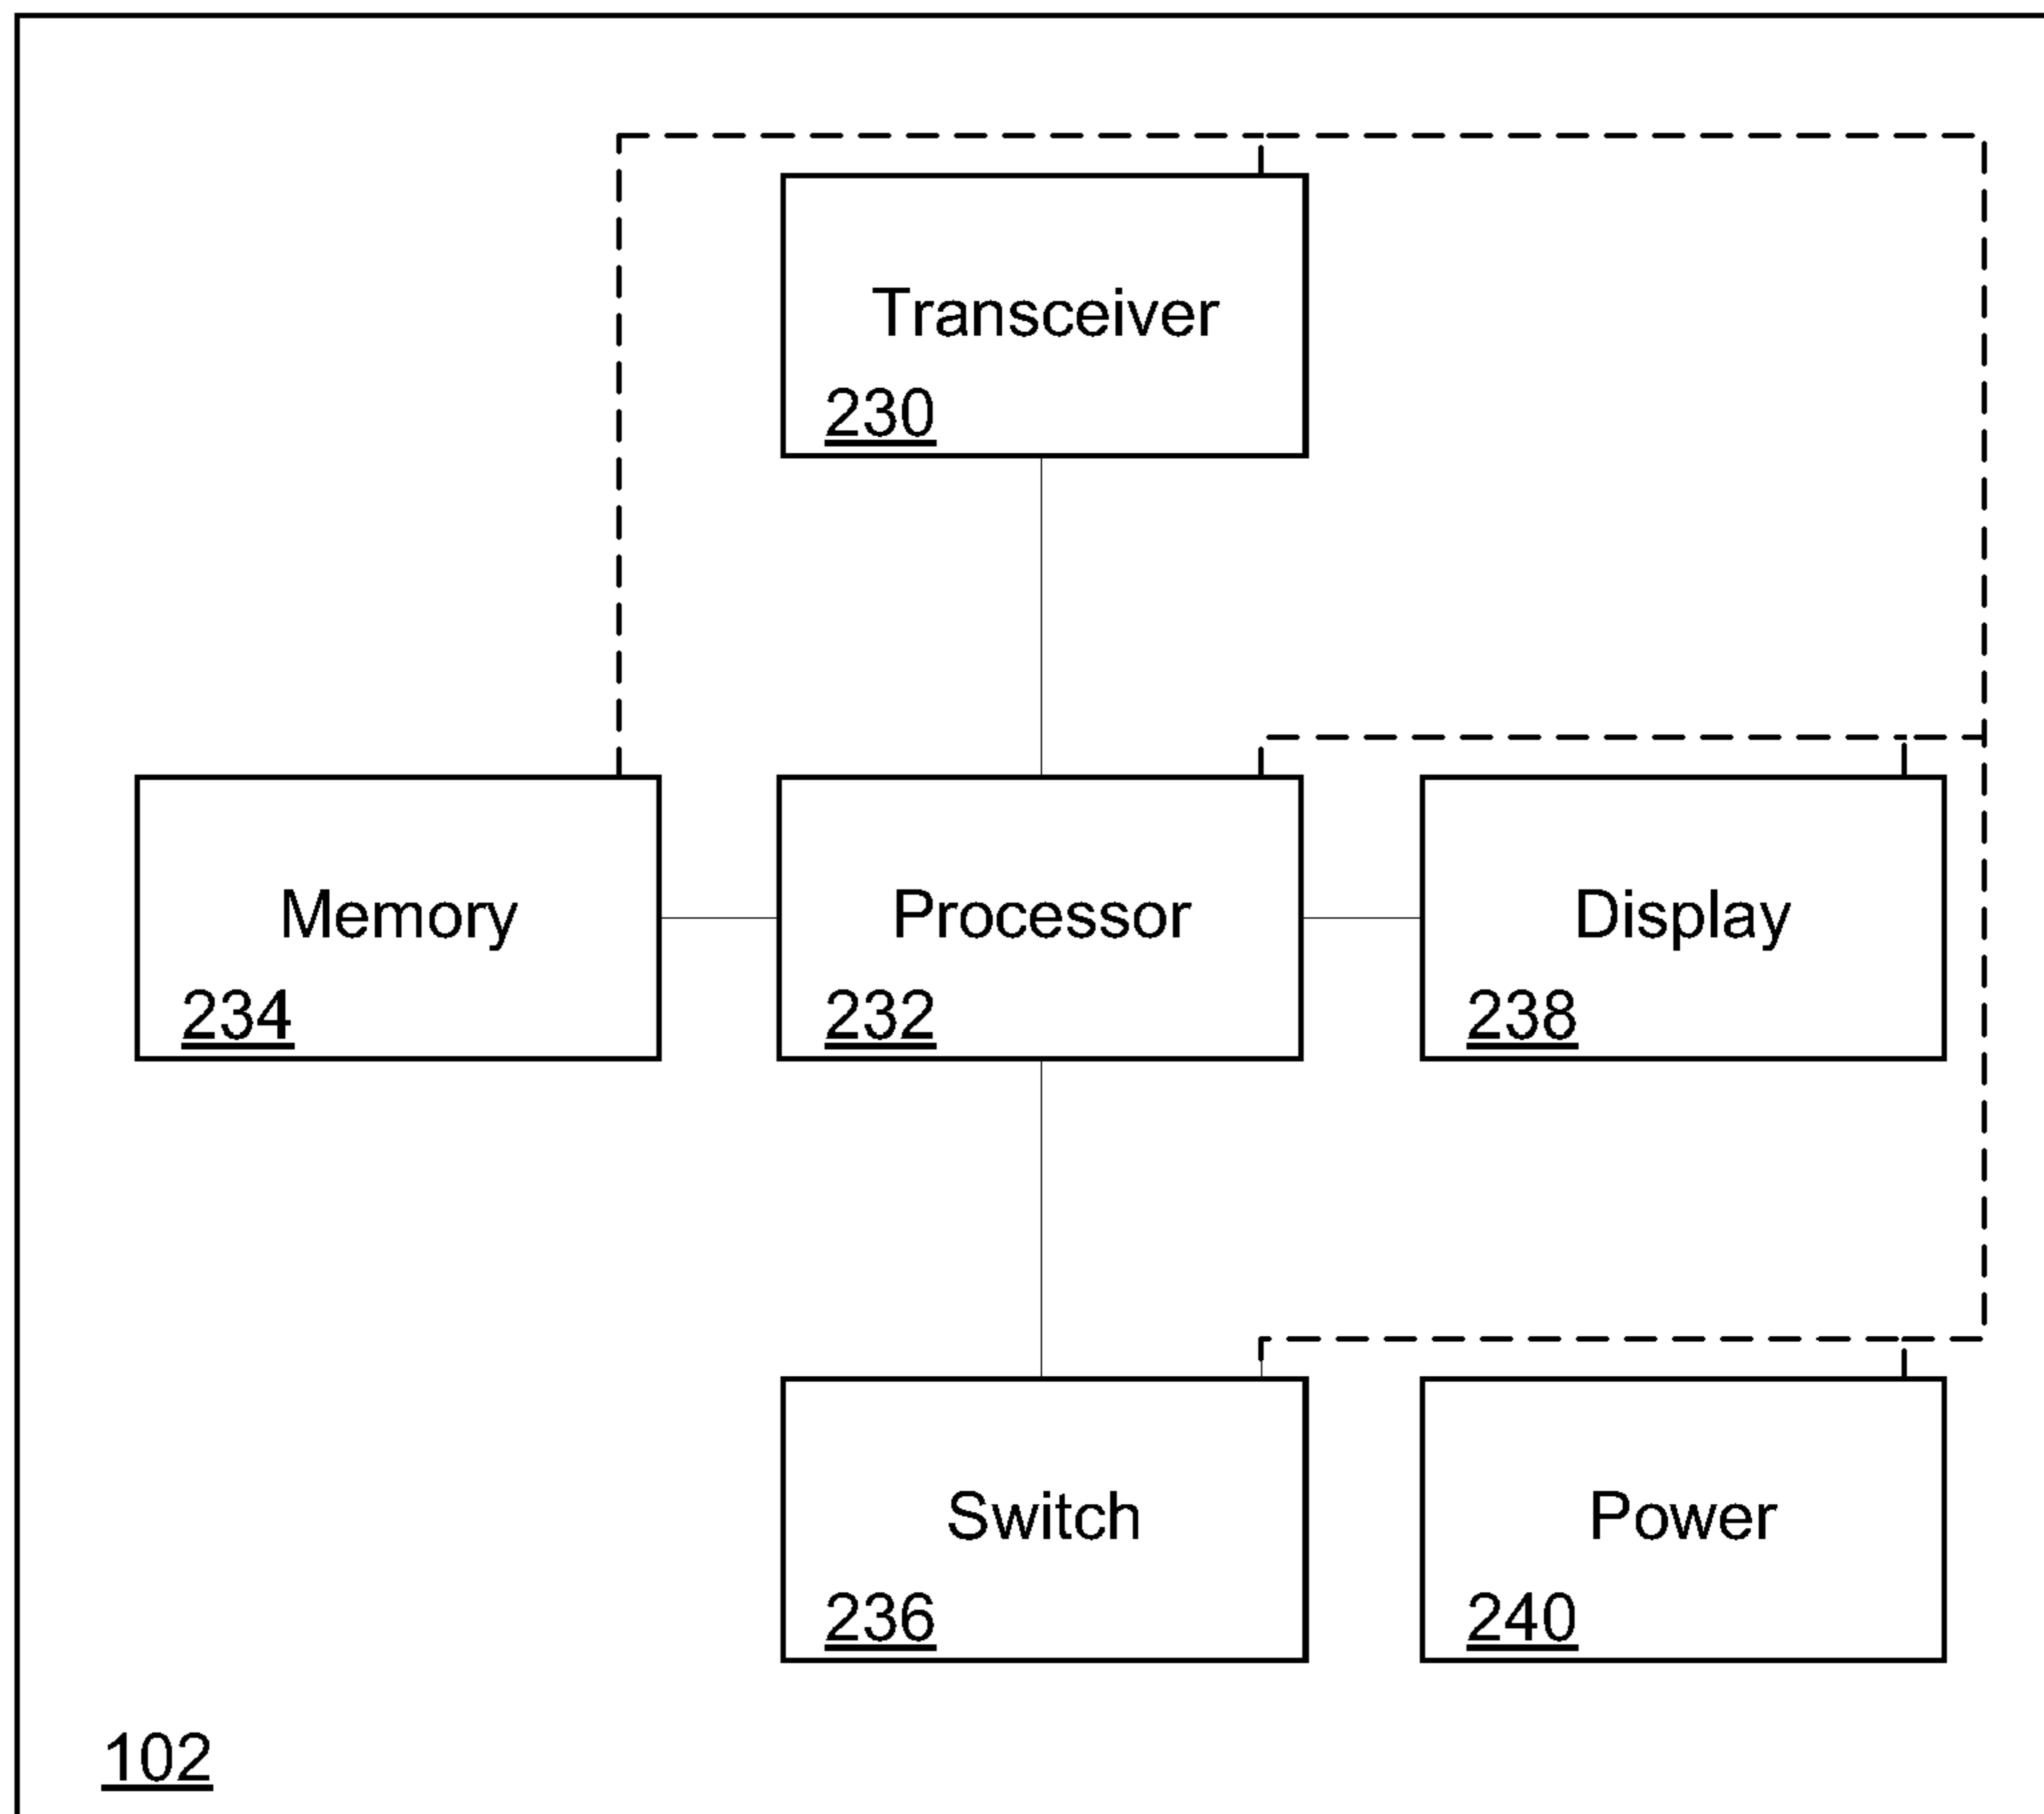 Transceiver
230
Memory
234
Processor
232
Display
238
Switch
236
Power
240
102